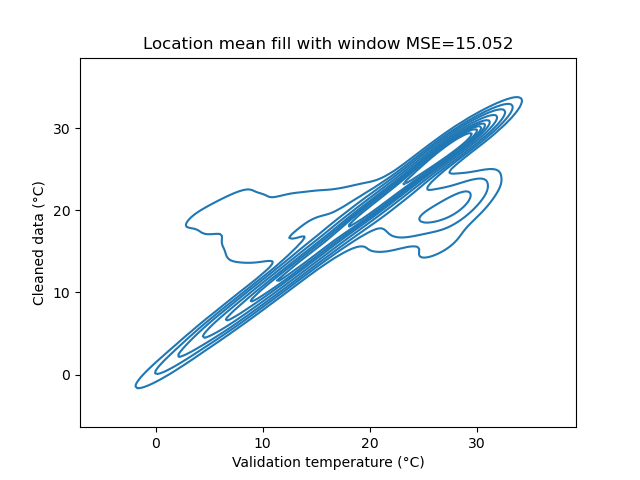 Location mean fill with window MSE=15.052
30
20
10
0
Cleaned data (°C)
0 10 20 30
Validation temperature (°C)